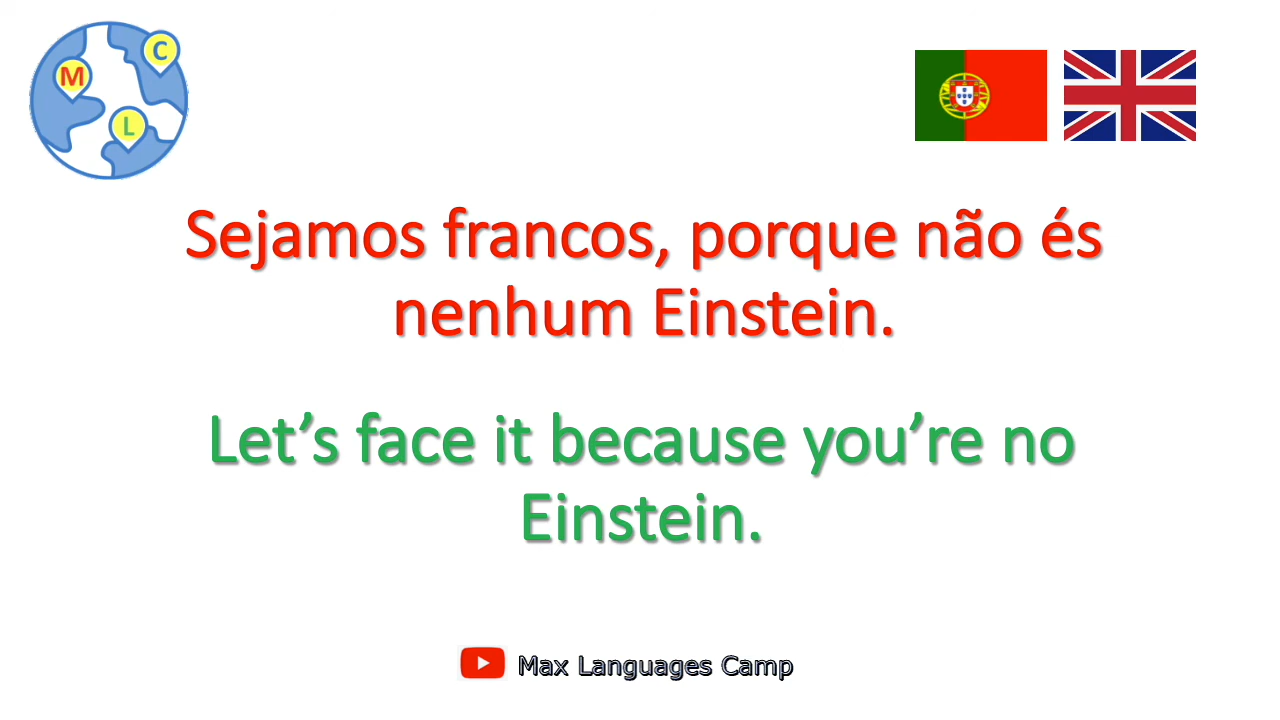 C
M
L
Sejamos francos, porque não és
nenhum Einstein.
Let’s face it because you’re no
Einstein.
Max Languages Camp